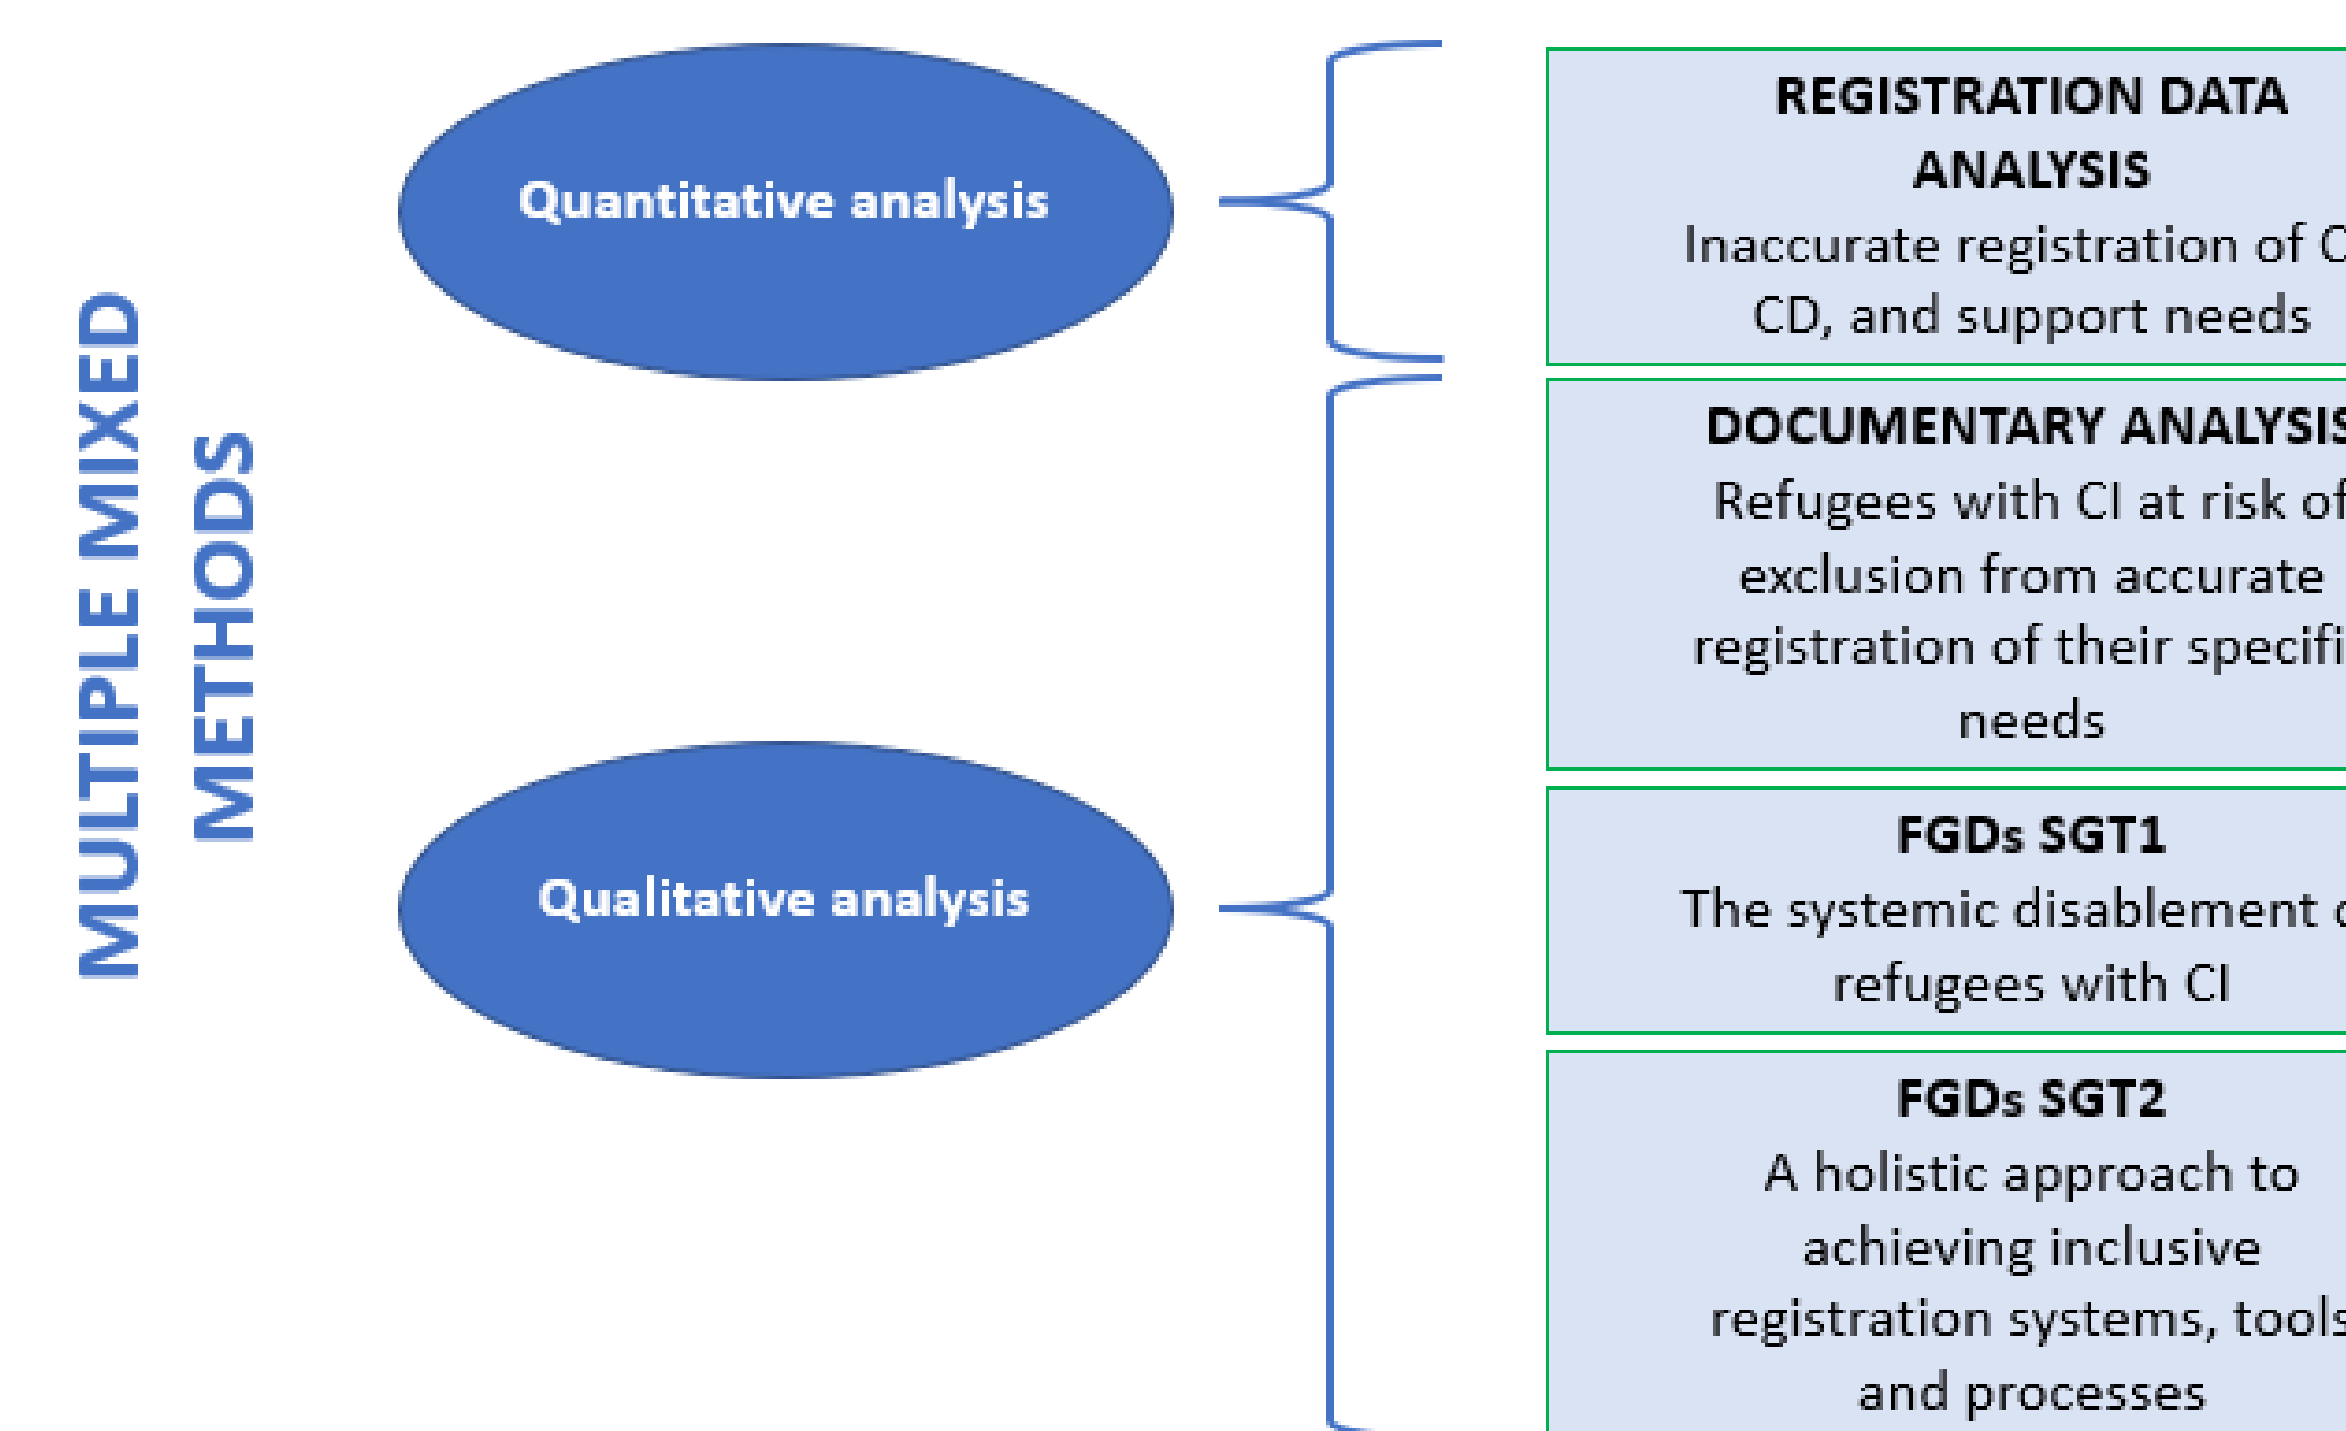 MULTIPLE MIXED
METHODS
Quantitative analysis
REGISTRATION DATA
ANALYSIS
Inaccurate registration of
CD, and support needs
DOCUMENTARY ANALYSIS
Refugees with CI at risk of
exclusion from accurate
registration of their
needs
Qualitative analysis
FGDs SGT1
The systemic disablement
refugees with CI
FGDs SGT2
A holistic approach to
achieving inclusive
registration systems, tools
and processes